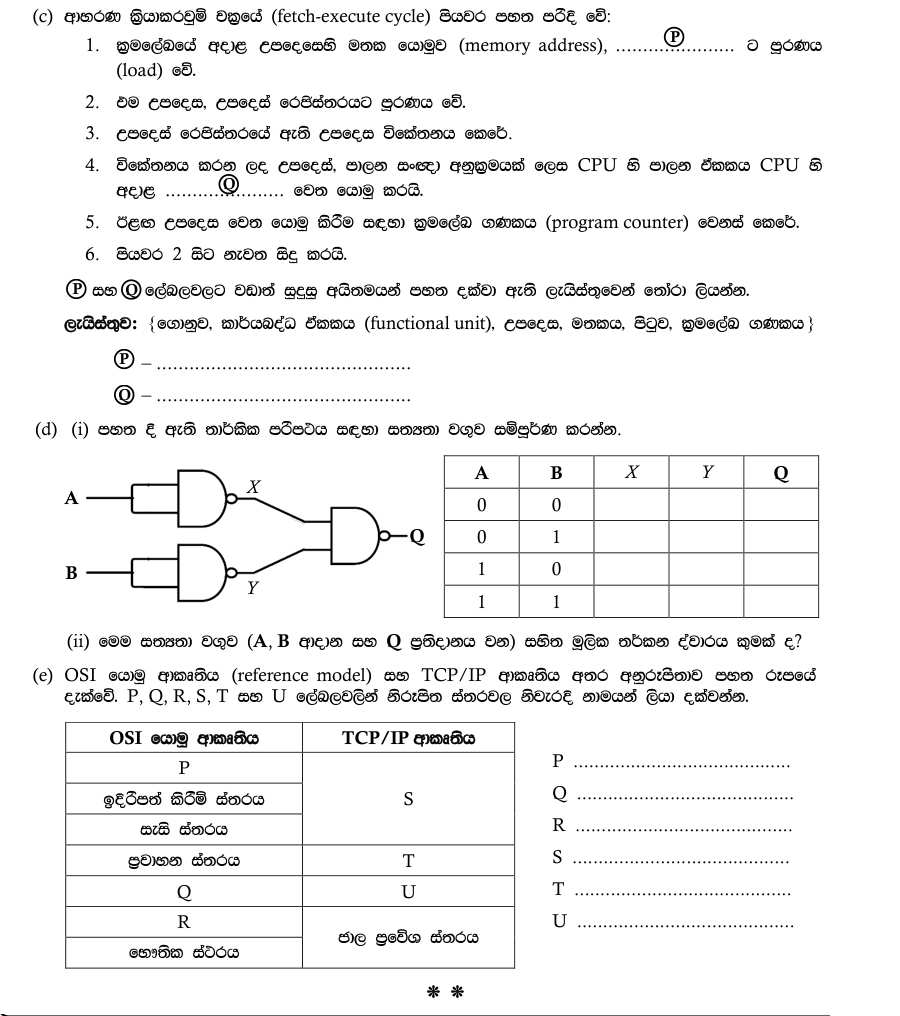 (c) ආහරණ ක්‍රියාකරවුම් චක්‍රයේ (fetch-execute cycle) පියවර පහත පරිදි වේ:
1. ක්‍රමලේඛයේ අදාළ උපදෙසෙහි මතක යොමුව (memory address), ......... Ⓟ ......... ට පූරණය
(load) වේ.
2. එම උපදෙස, උපදෙස් රෙජිස්තරයට පූරණය වේ.
3. උපදෙස් රෙජිස්තරයේ ඇති උපදෙස විකේතනය කෙරේ.
4. විකේතනය කරන ලද උපදෙස්, පාලන සංඥා අනුක්‍රමයක් ලෙස CPU හි පාලන ඒකකය CPU හි
අදාළ ......... Ⓠ ......... වෙත යොමු කරයි.
5. ඊළඟ උපදෙස වෙත යොමු කිරීම සඳහා ක්‍රමලේඛ ගණකය (program counter) වෙනස් කෙරේ.
6. පියවර 2 සිට නැවත සිදු කරයි.
Ⓟ සහ Ⓠ ලේබලවලට වඩාත් සුදුසු අයිතමයන් පහත දක්වා ඇති ලැයිස්තුවෙන් තෝරා ලියන්න.
ලැයිස්තුව: {ගොනුව, කාර්යබද්ධ ඒකකය (functional unit), උපදෙස, මතකය, පිටුව, ක්‍රමලේඛ ගණකය}
Ⓟ – ............................................
Ⓠ – ............................................
(d) (i) පහත දී ඇති තාර්කික පරිපථය සඳහා සත්‍යතා වගුව සම්පූර්ණ කරන්න.
A B X Y Q
A X
0 0
0 1
Q
B Y
1 0
1 1
(ii) මෙම සත්‍යතා වගුව (A, B ආදාන සහ Q ප්‍රතිදානය වන) සහිත මූලික තර්කන ද්වාරය කුමක් ද?
(e) OSI යොමු ආකෘතිය (reference model) සහ TCP/IP ආකෘතිය අතර අනුරූපතාව පහත රූපයේ
දැක්වේ. P, Q, R, S, T සහ U ලේබලවලින් නිරූපිත ස්තරවල නිවැරදි නාමයන් ලියා දක්වන්න.
OSI යොමු ආකෘතිය TCP/IP ආකෘතිය
P
ඉදිරිපත් කිරීම් ස්තරය S
සැසි ස්තරය
ප්‍රවාහන ස්තරය T
Q U
R
ජාල ප්‍රවේශ ස්තරය
භෞතික ස්ථරය
P ..........................................
Q ..........................................
R ..........................................
S ..........................................
T ..........................................
U ..........................................